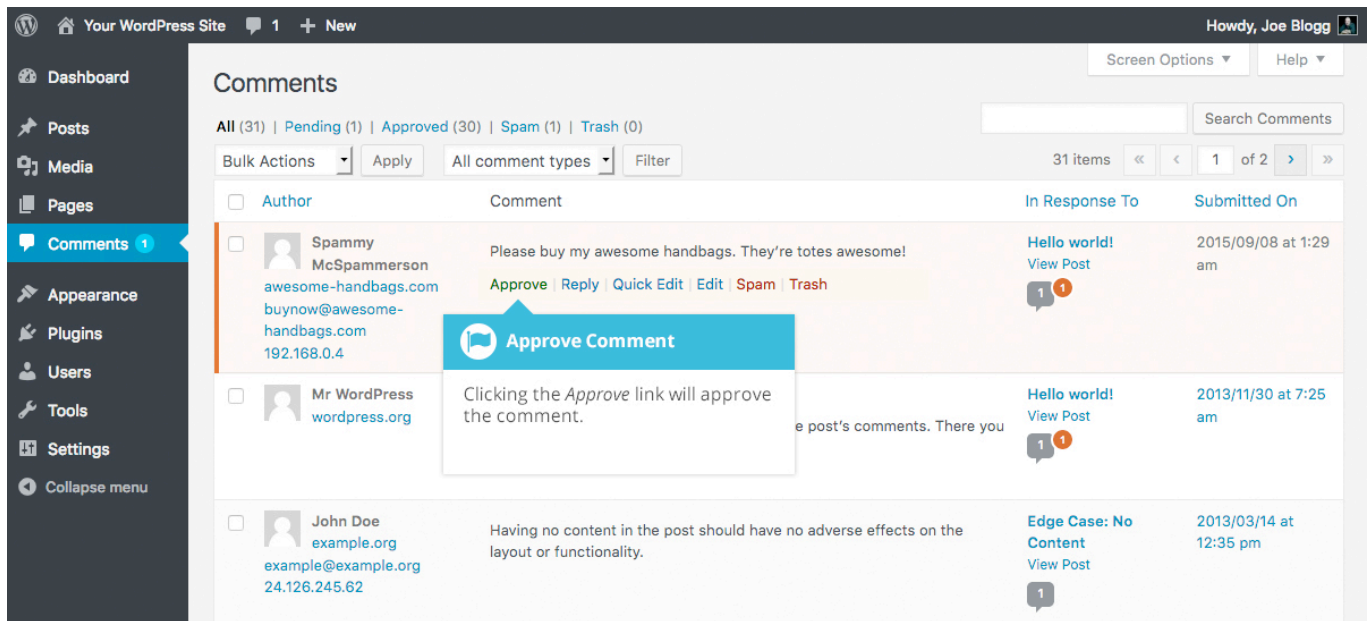 Your WordPress Site 1 + New Howdy, Joe Blogg
Screen Options ▼ Help ▼
Dashboard
Posts
Media
Pages
Comments 1
Appearance
Plugins
Users
Tools
Settings
Collapse menu
Comments
All (31) | Pending (1) | Approved (30) | Spam (1) | Trash (0)
Search Comments
Bulk Actions Apply All comment types Filter 31 items « ‹ 1 of 2 › »
Author Comment In Response To Submitted On
Spammy
McSpammerson
awesome-handbags.com
buynow@awesome-
handbags.com
192.168.0.4
Please buy my awesome handbags. They're totes awesome!
Approve | Reply | Quick Edit | Edit | Spam | Trash
Hello world!
View Post
1 1
2015/09/08 at 1:29
am
Approve Comment
Clicking the Approve link will approve
the comment.
Mr WordPress
wordpress.org
e post's comments. There you
Hello world!
View Post
1 1
2013/11/30 at 7:25
am
John Doe
example.org
example@example.org
24.126.245.62
Having no content in the post should have no adverse effects on the
layout or functionality.
Edge Case: No
Content
View Post
1
2013/03/14 at
12:35 pm